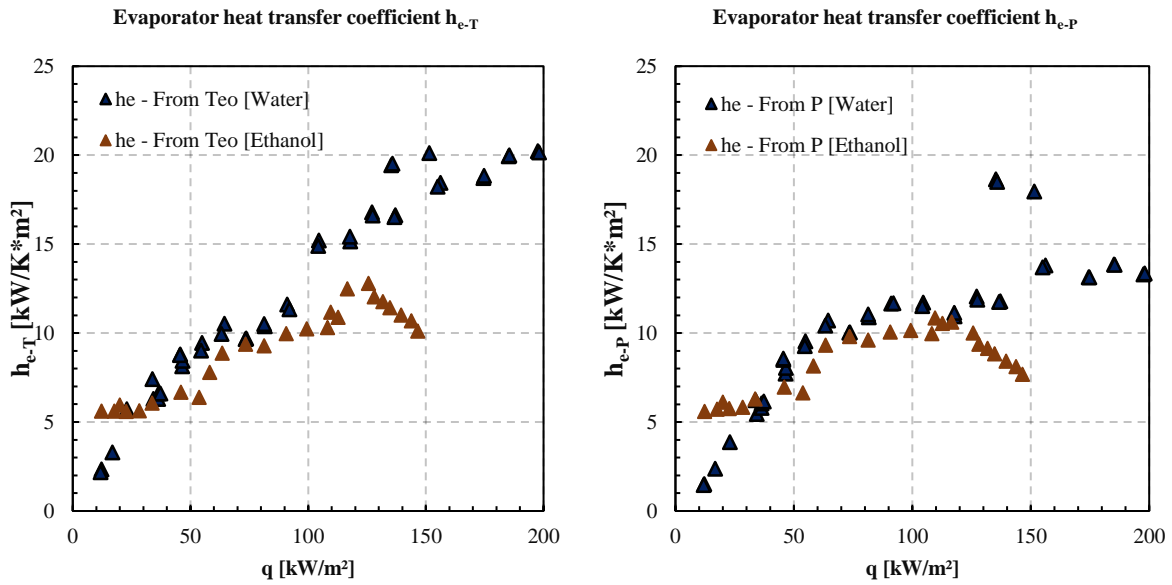 Evaporator heat transfer coefficient he-T
25
20
15
10
5
0
he-T [kW/K*m²]
he - From Teo [Water]
he - From Teo [Ethanol]
0 50 100 150 200
q [kW/m²]
Evaporator heat transfer coefficient he-P
25
20
15
10
5
0
he-P [kW/K*m²]
he - From P [Water]
he - From P [Ethanol]
0 50 100 150 200
q [kW/m²]